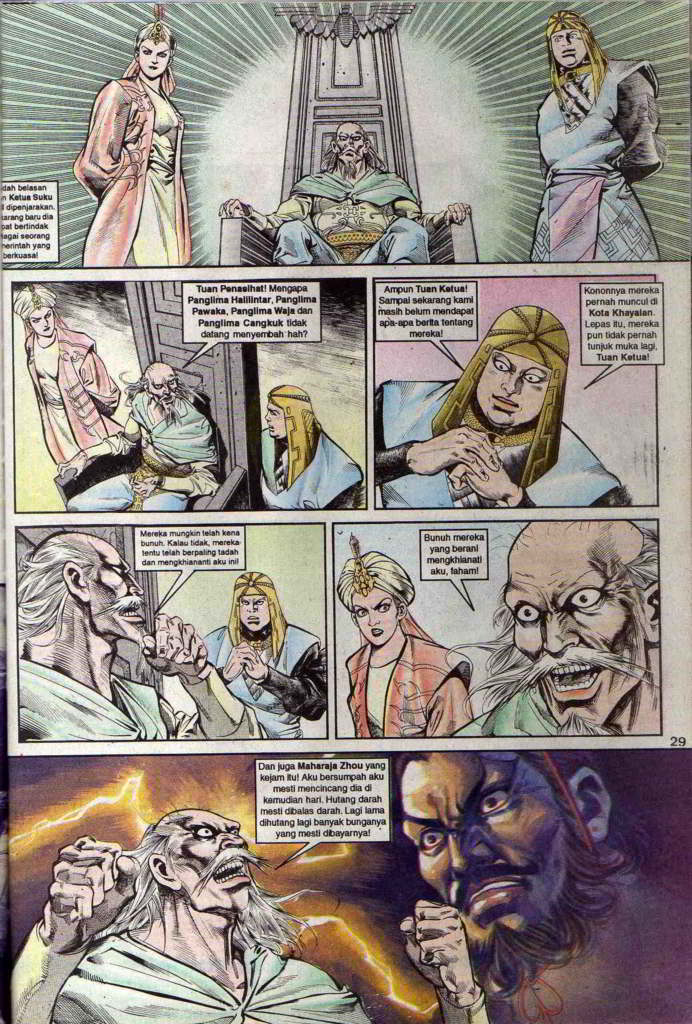 dah belasan
n Ketua Suku
l dipenjarakan.
karang baru dia
pat bertindak
bagai seorang
merintah yang
berkuasa!
Tuan Penasihat! Mengapa
Panglima Halilintar, Panglima
Pawaka, Panglima Waja dan
Panglima Cangkuk tidak
datang menyembah hah?
Ampun Tuan Ketua!
Sampai sekarang kami
masih belum mendapat
apa-apa berita tentang
mereka!
Kononnya mereka
pernah muncul di
Kota Khayalan.
Lepas itu, mereka
pun tidak pernah
tunjuk muka lagi,
Tuan Ketua!
Mereka mungkin telah kena
bunuh. Kalau tidak, mereka
tentu telah berpaling tadah
dan mengkhianati aku ini!
Bunuh mereka
yang berani
mengkhianati
aku, faham!
29
Dan juga Maharaja Zhou yang
kejam itu! Aku bersumpah aku
mesti mencincang dia di
kemudian hari. Hutang darah
mesti dibalas darah. Lagi lama
dihutang lagi banyak bunganya
yang mesti dibayarnya!